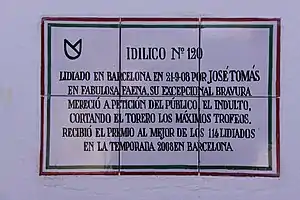 IDILICO Nº 120
LIDIADO EN BARCELONA EN 21-9-08 POR JOSÉ TOMÁS
EN FABULOSA FAENA, SU EXCEPCIONAL BRAVURA
MERECIÓ A PETICIÓN DEL PÚBLICO, EL INDULTO,
CORTANDO EL TORERO LOS MÁXIMOS TROFEOS.
RECIBIÓ EL PREMIO AL MEJOR DE LOS 114 LIDIADOS
EN LA TEMPORADA 2008 EN BARCELONA